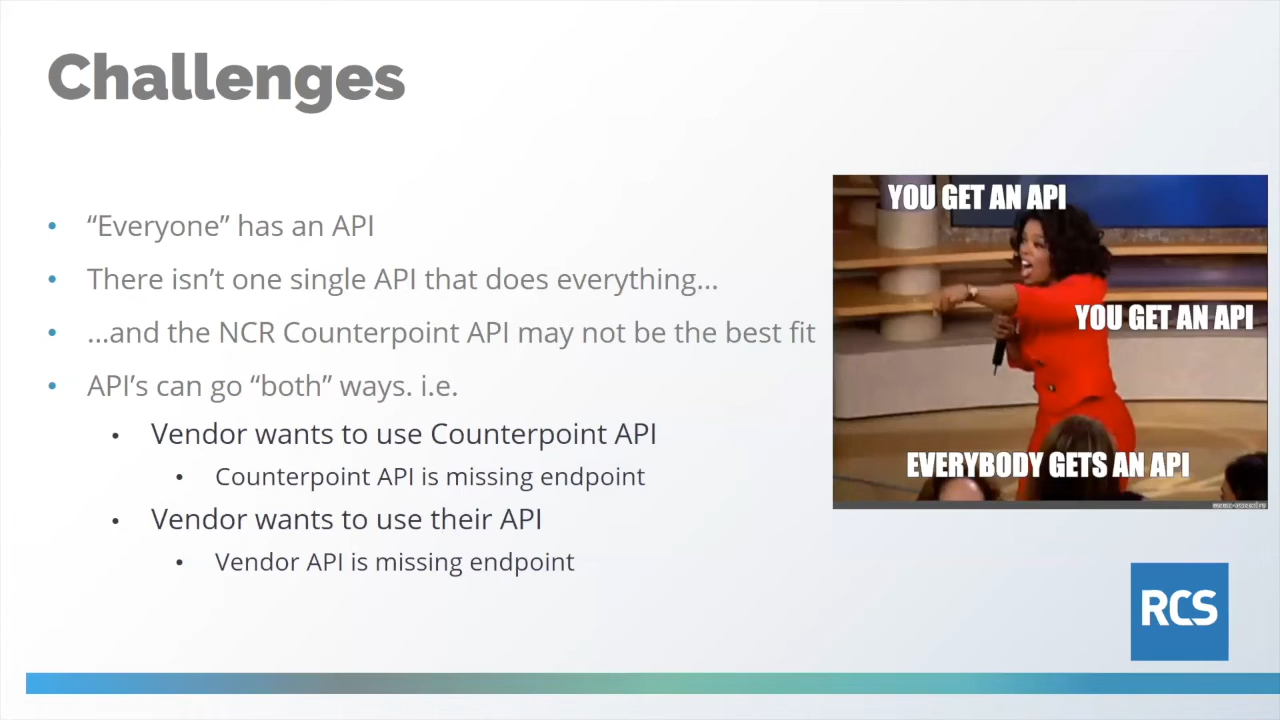 Challenges
• “Everyone” has an API
• There isn’t one single API that does everything...
• ...and the NCR Counterpoint API may not be the best fit
• API’s can go “both” ways. i.e.
• Vendor wants to use Counterpoint API
• Counterpoint API is missing endpoint
• Vendor wants to use their API
• Vendor API is missing endpoint
YOU GET AN API
YOU GET AN API
EVERYBODY GETS AN API
RCS